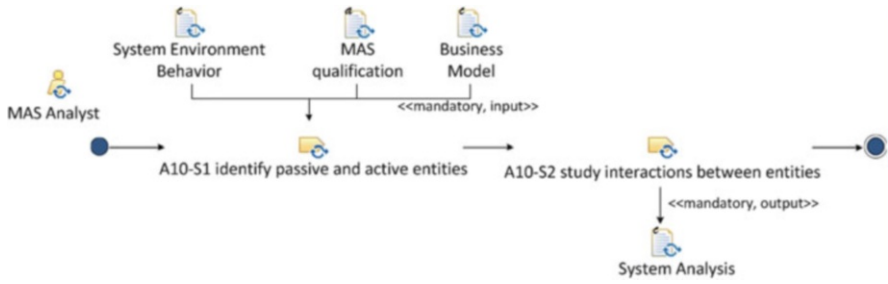 System Environment
Behavior
MAS
qualification
Business
Model
MAS Analyst
<<mandatory, input>>
A10-S1 identify passive and active entities
A10-S2 study interactions between entities
<<mandatory, output>>
System Analysis